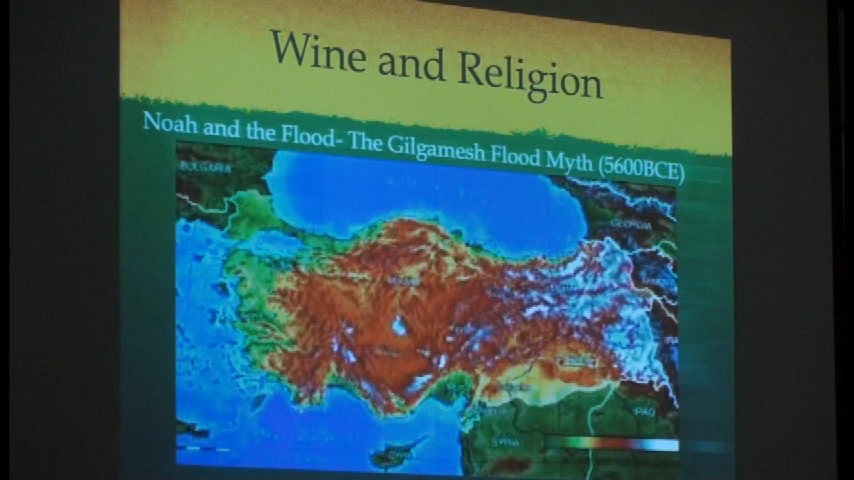 Wine and Religion
Noah and the Flood- The Gilgamesh Flood Myth (5600BCE)
BULGARIA
GEORGIA
SYRIA